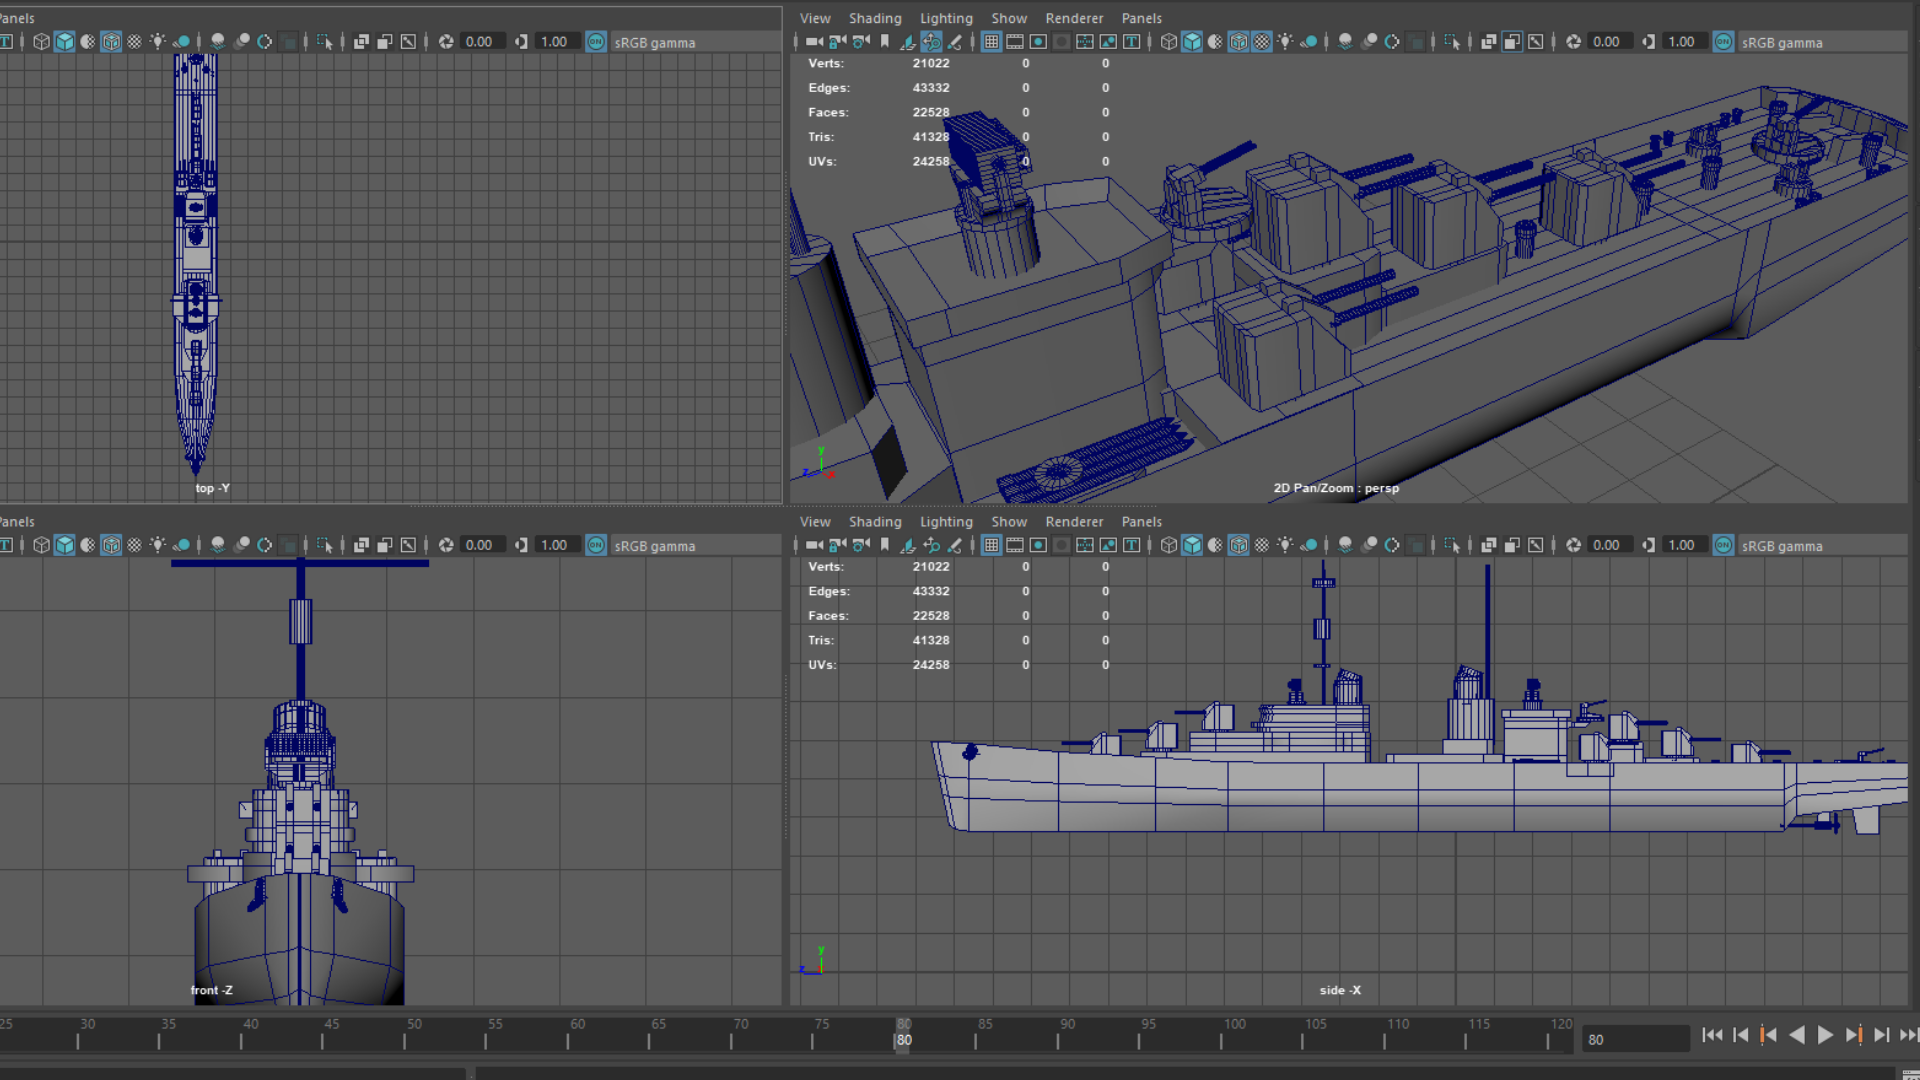 Panels
0.00 1.00 ON sRGB gamma
top -Y
View Shading Lighting Show Renderer Panels
0.00 1.00 ON sRGB gamma
Verts: 21022 0 0
Edges: 43332 0 0
Faces: 22528 0 0
Tris: 41328 0 0
UVs: 24258 0 0
y
z x
2D Pan/Zoom : persp
Panels
0.00 1.00 ON sRGB gamma
front -Z
View Shading Lighting Show Renderer Panels
0.00 1.00 ON sRGB gamma
Verts: 21022 0 0
Edges: 43332 0 0
Faces: 22528 0 0
Tris: 41328 0 0
UVs: 24258 0 0
y
z
side -X
25 30 35 40 45 50 55 60 65 70 75 80 85 90 95 100 105 110 115 120
80
80